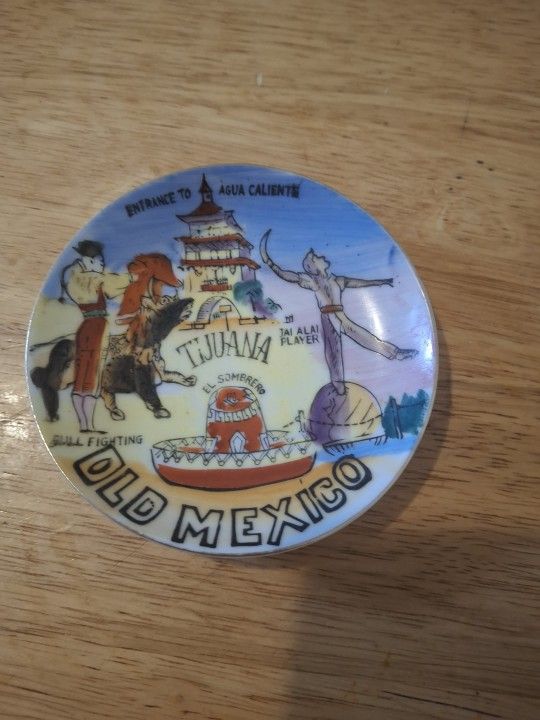 ENTRANCE TO AGUA CALIENTE
TIJUANA
JAI ALAI
PLAYER
EL SOMBRERO
BULL FIGHTING
OLD MEXICO